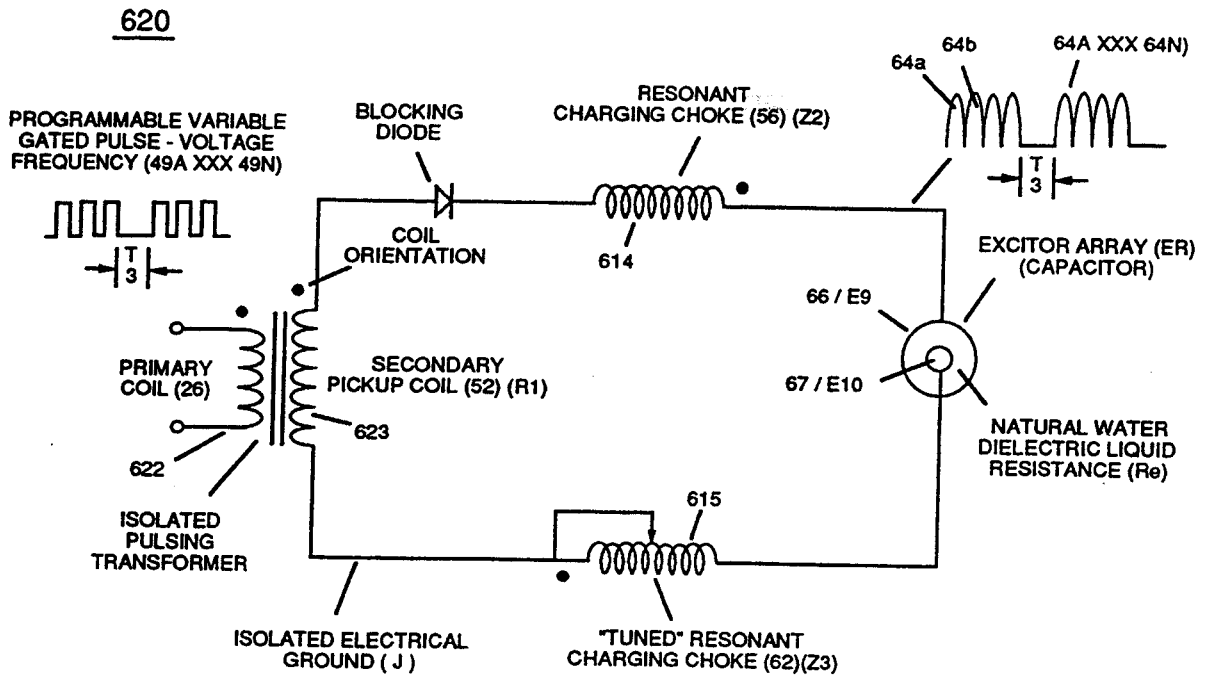 620
64a
64b
64A XXX 64N)
T
3
PROGRAMMABLE VARIABLE
GATED PULSE - VOLTAGE
FREQUENCY (49A XXX 49N)
T
3
BLOCKING
DIODE
RESONANT
CHARGING CHOKE (56) (Z2)
614
COIL
ORIENTATION
EXCITOR ARRAY (ER)
(CAPACITOR)
66 / E9
67 / E10
PRIMARY
COIL (26)
SECONDARY
PICKUP COIL (52) (R1)
623
622
NATURAL WATER
DIELECTRIC LIQUID
RESISTANCE (Re)
ISOLATED
PULSING
TRANSFORMER
615
ISOLATED ELECTRICAL
GROUND ( J )
"TUNED" RESONANT
CHARGING CHOKE (62)(Z3)